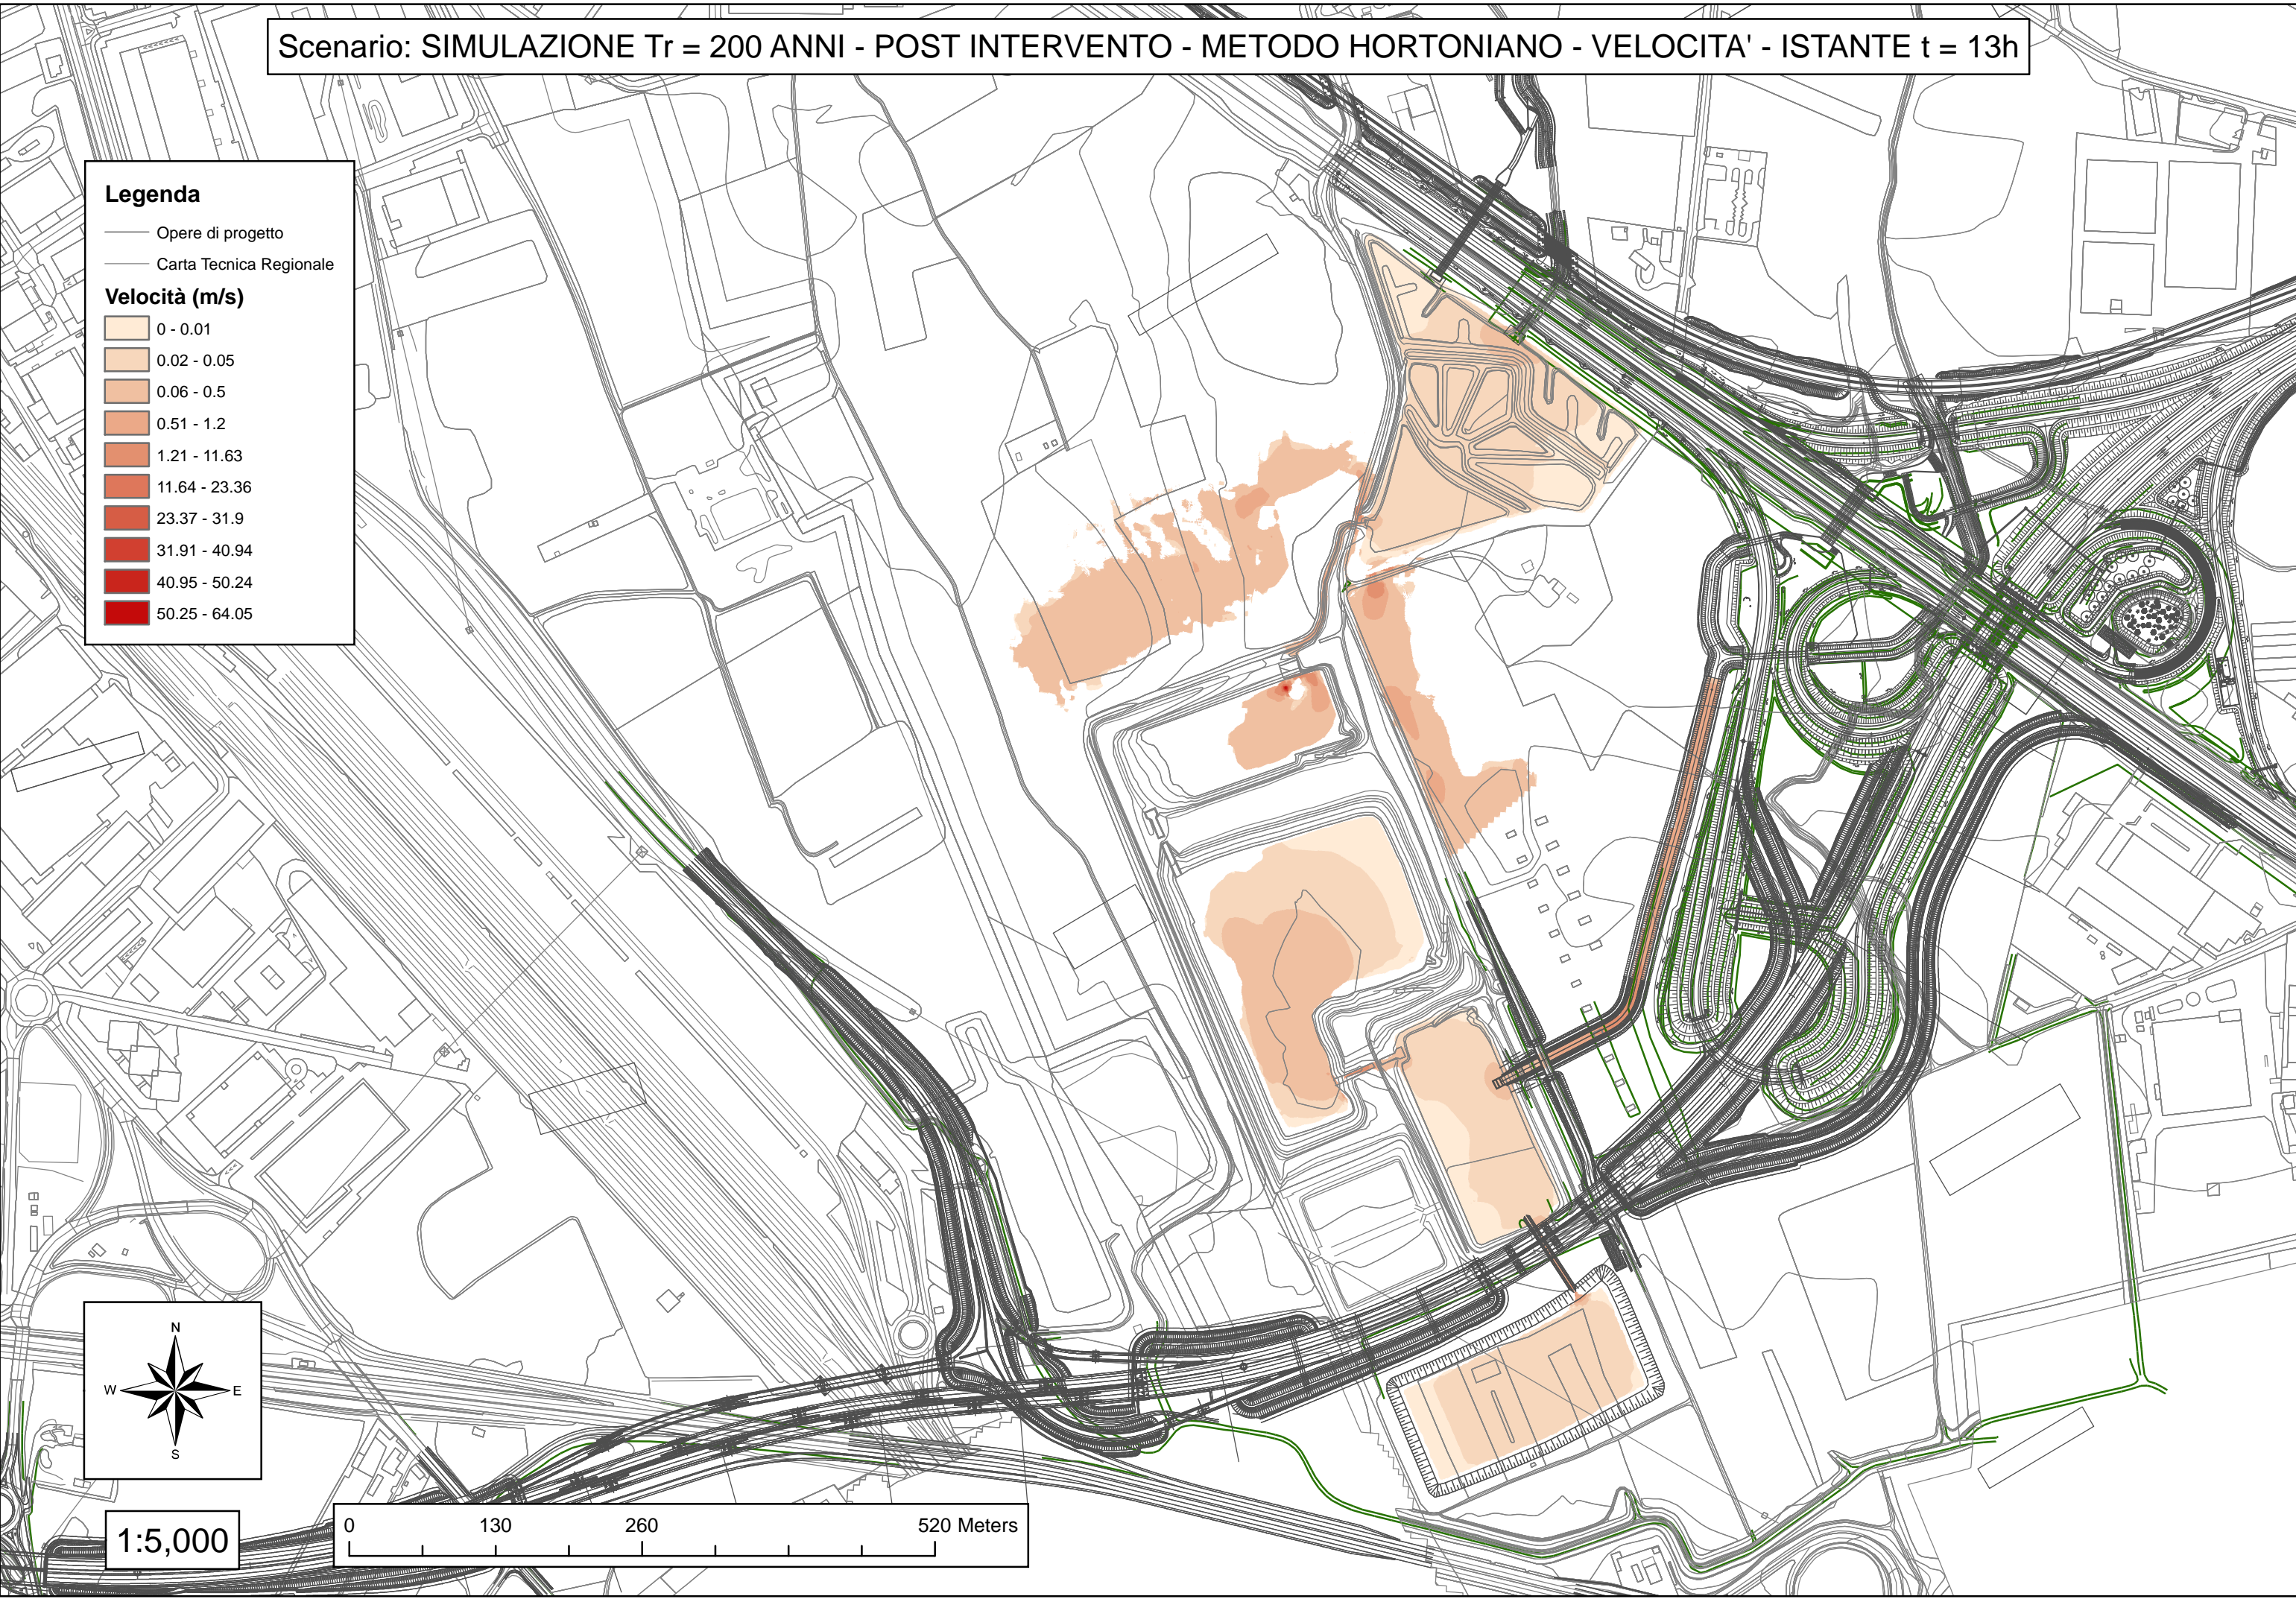 Scenario: SIMULAZIONE Tr = 200 ANNI - POST INTERVENTO - METODO HORTONIANO - VELOCITA' - ISTANTE t = 13h
Legenda
Opere di progetto
Carta Tecnica Regionale
Velocità (m/s)
0 - 0.01
0.02 - 0.05
0.06 - 0.5
0.51 - 1.2
1.21 - 11.63
11.64 - 23.36
23.37 - 31.9
31.91 - 40.94
40.95 - 50.24
50.25 - 64.05
N
W E
S
1:5,000
0 130 260 520 Meters